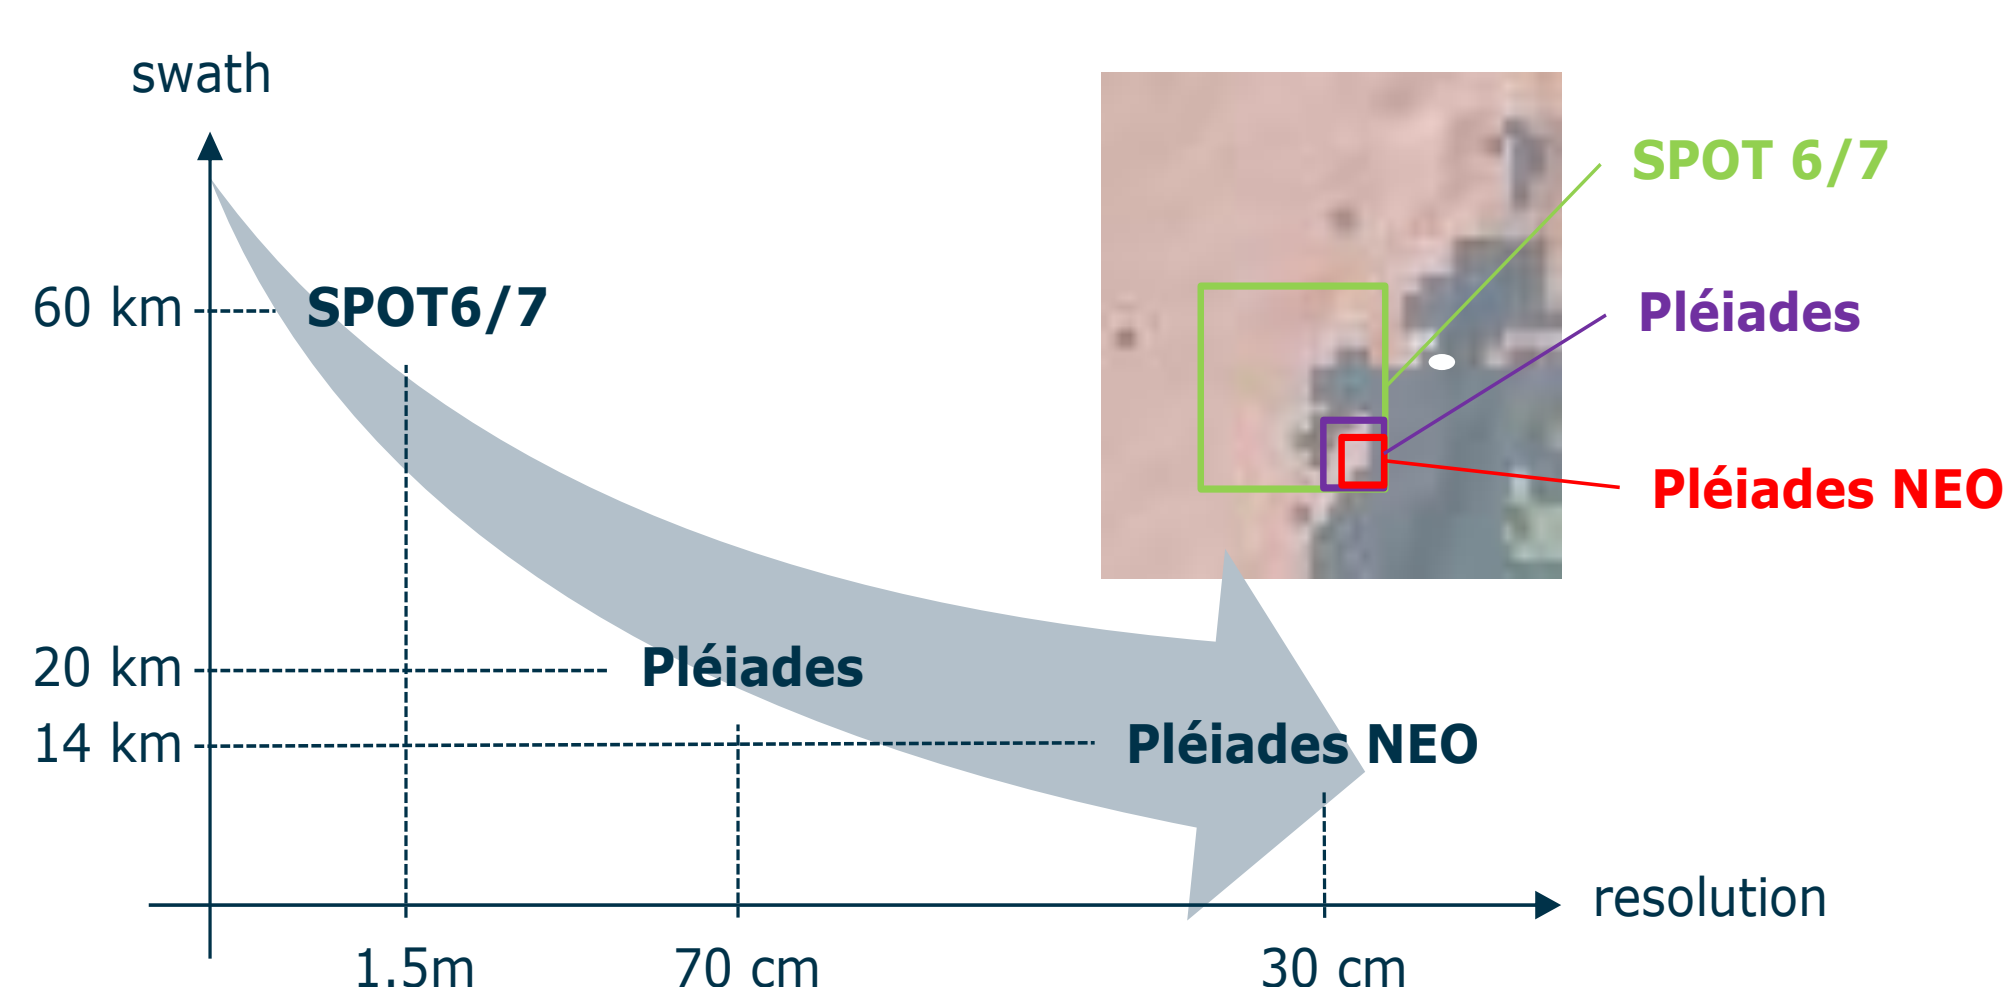 swath
60 km
SPOT6/7
20 km
Pléiades
14 km
Pléiades NEO
resolution
1.5m
70 cm
30 cm
SPOT 6/7
Pléiades
Pléiades NEO